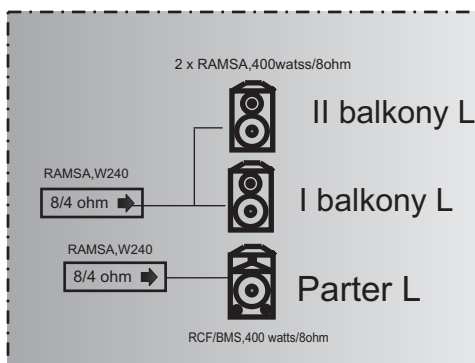 2 x RAMSA,400watss/8ohm
II balkony L
RAMSA,W240
8/4 ohm
I balkony L
RAMSA,W240
8/4 ohm
Parter L
RCF/BMS,400 watts/8ohm